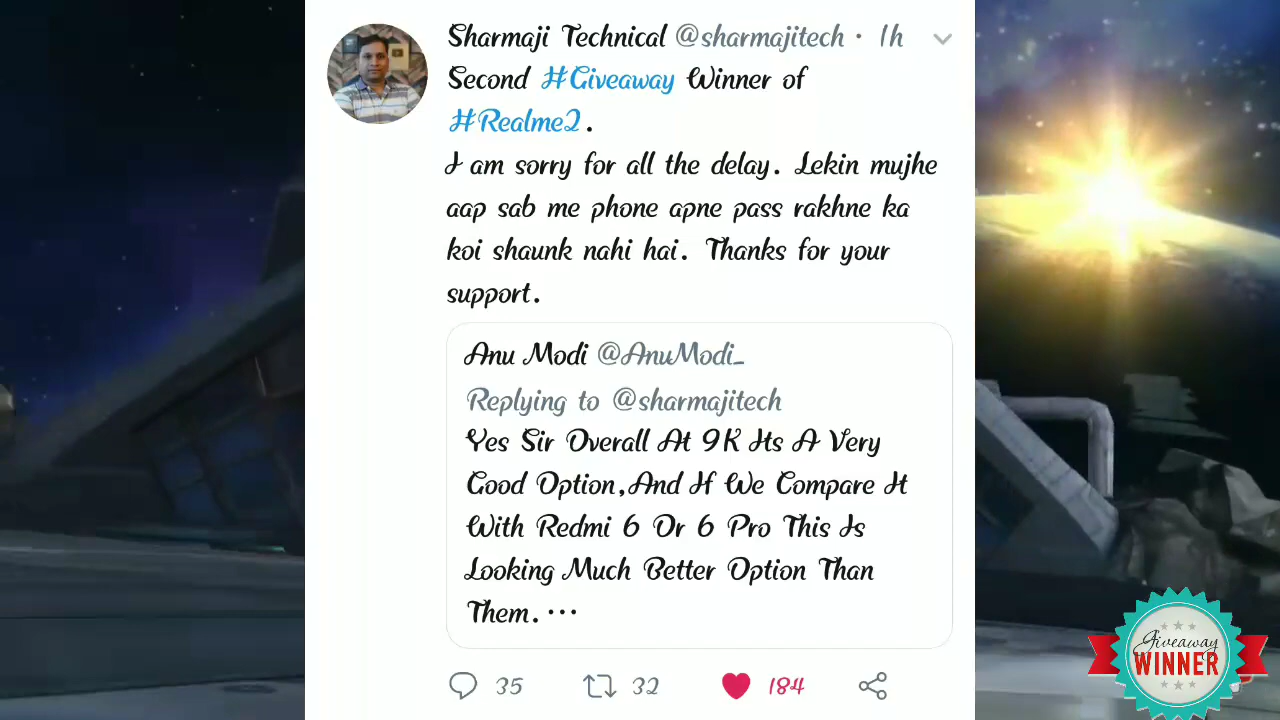 Sharmaji Technical @sharmajitech · 1h
Second #Giveaway Winner of
#Realme2.
I am sorry for all the delay. Lekin mujhe
aap sab me phone apne pass rakhne ka
koi shaunk nahi hai. Thanks for your
support.
Anu Modi @AnuModi_
Replying to @sharmajitech
Yes Sir Overall At 9K Its A Very
Good Option,And If We Compare It
With Redmi 6 Or 6 Pro This Is
Looking Much Better Option Than
Them. ...
35 32 184
Giveaway
WINNER